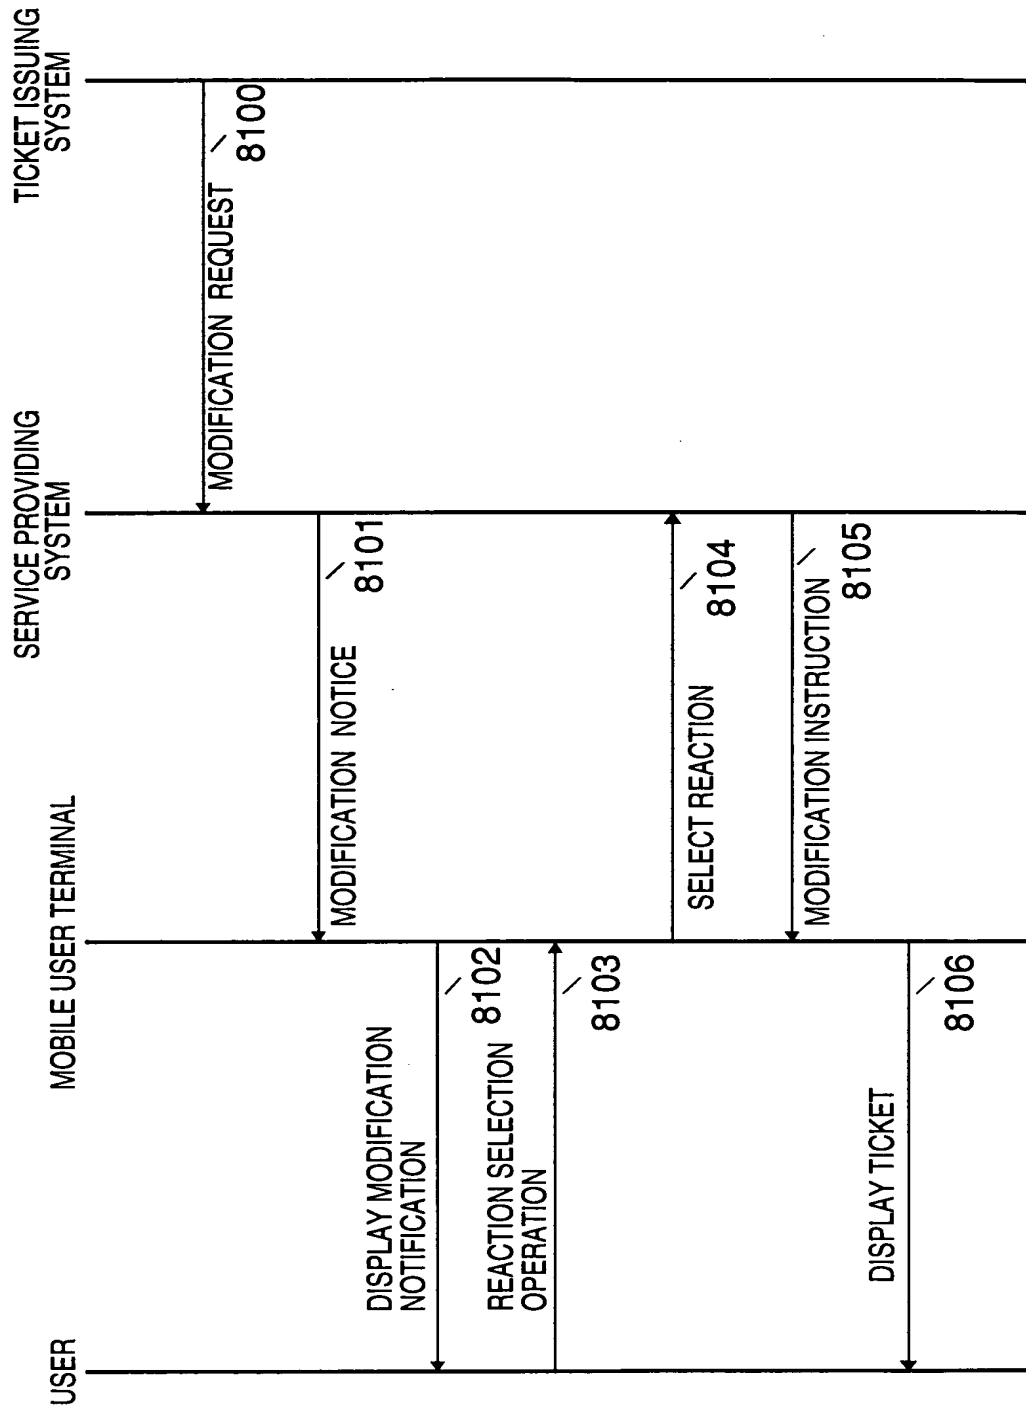 USER
MOBILE USER TERMINAL
SERVICE PROVIDING
SYSTEM
TICKET ISSUING
SYSTEM
MODIFICATION REQUEST
8100
MODIFICATION NOTICE
8101
DISPLAY MODIFICATION
NOTIFICATION
8102
REACTION SELECTION
OPERATION
8103
SELECT REACTION
8104
MODIFICATION INSTRUCTION
8105
DISPLAY TICKET
8106